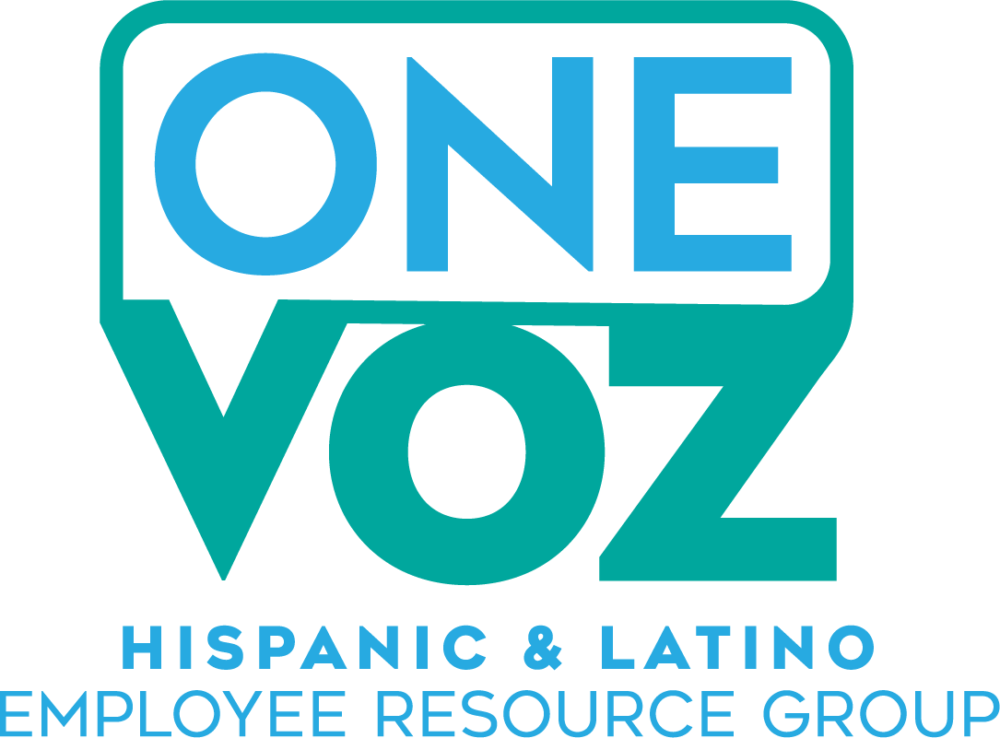 ONE
VOZ
HISPANIC & LATINO
EMPLOYEE RESOURCE GROUP